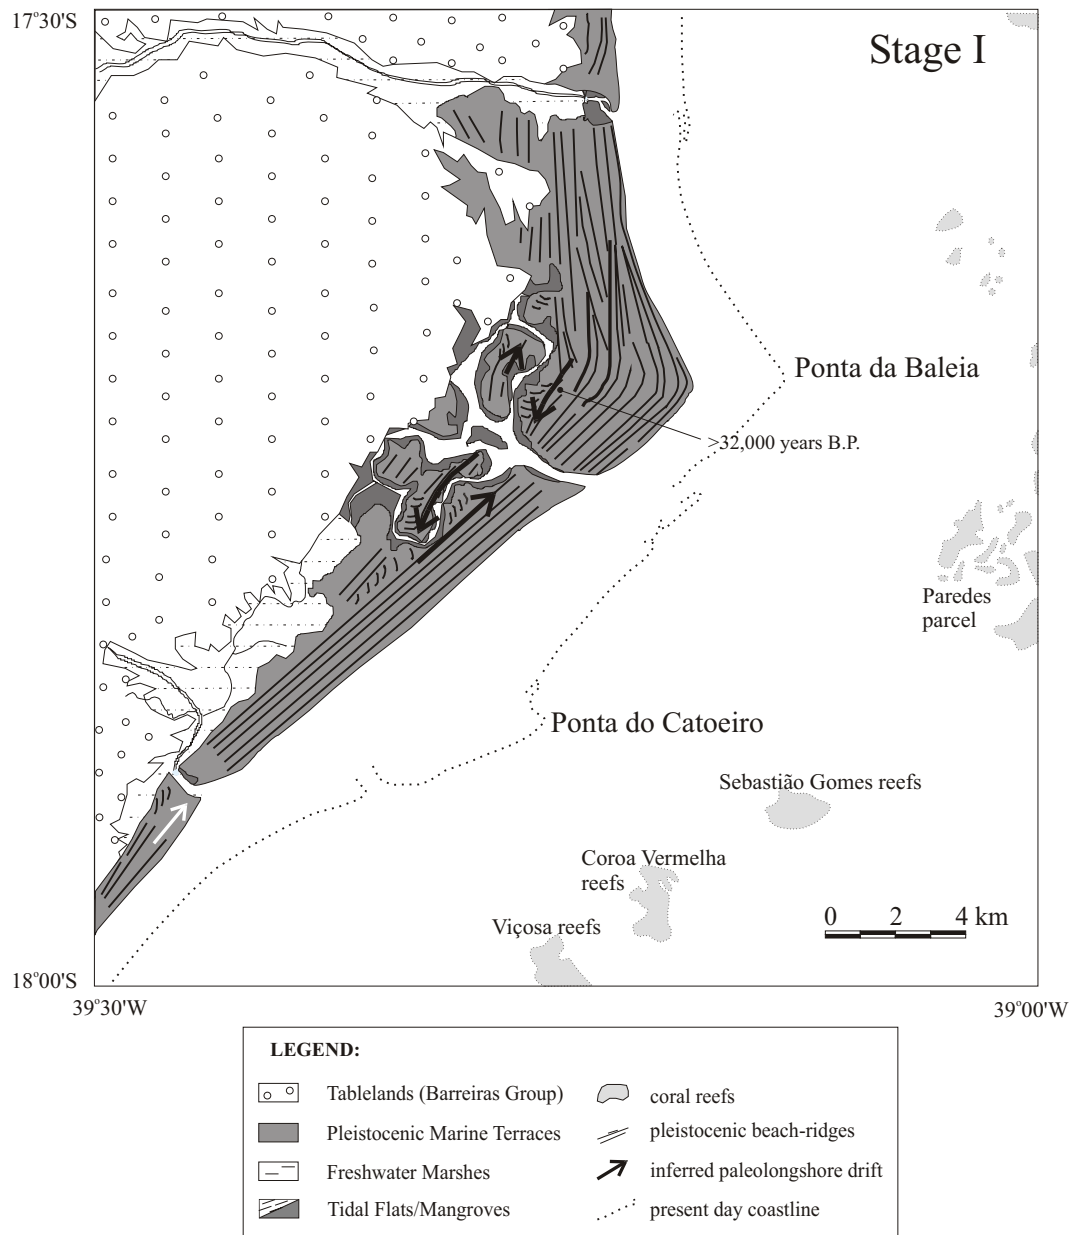 17°30'S
Stage I
Ponta da Baleia
>32,000 years B.P.
Paredes
parcel
Ponta do Catoeiro
Sebastião Gomes reefs
Coroa Vermelha
reefs
Viçosa reefs
0 2 4 km
18°00'S
39°30'W
39°00'W
LEGEND:
Tablelands (Barreiras Group)
Pleistocenic Marine Terraces
Freshwater Marshes
Tidal Flats/Mangroves
coral reefs
pleistocenic beach-ridges
inferred paleolongshore drift
present day coastline